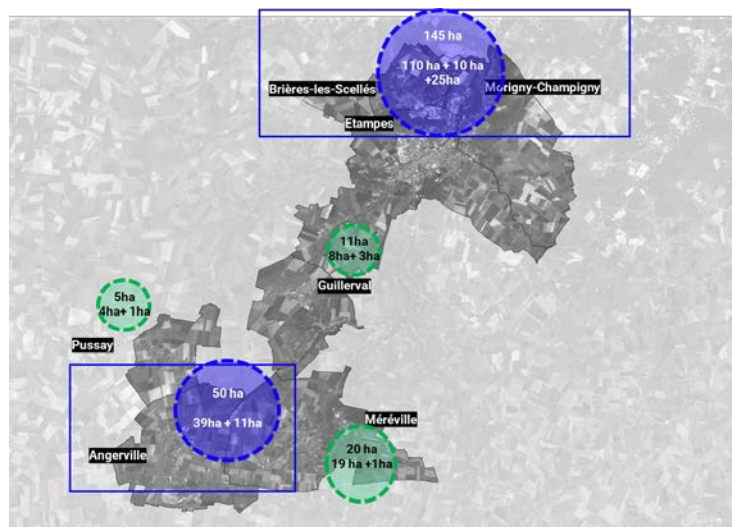 145 ha
110 ha + 10 ha
+25ha
Brières-les-Scellés
Morigny-Champigny
Etampes
11ha
8ha+ 3ha
Guillerval
5ha
4ha+ 1ha
Pussay
50 ha
39ha + 11ha
Méréville
Angerville
20 ha
19 ha +1ha